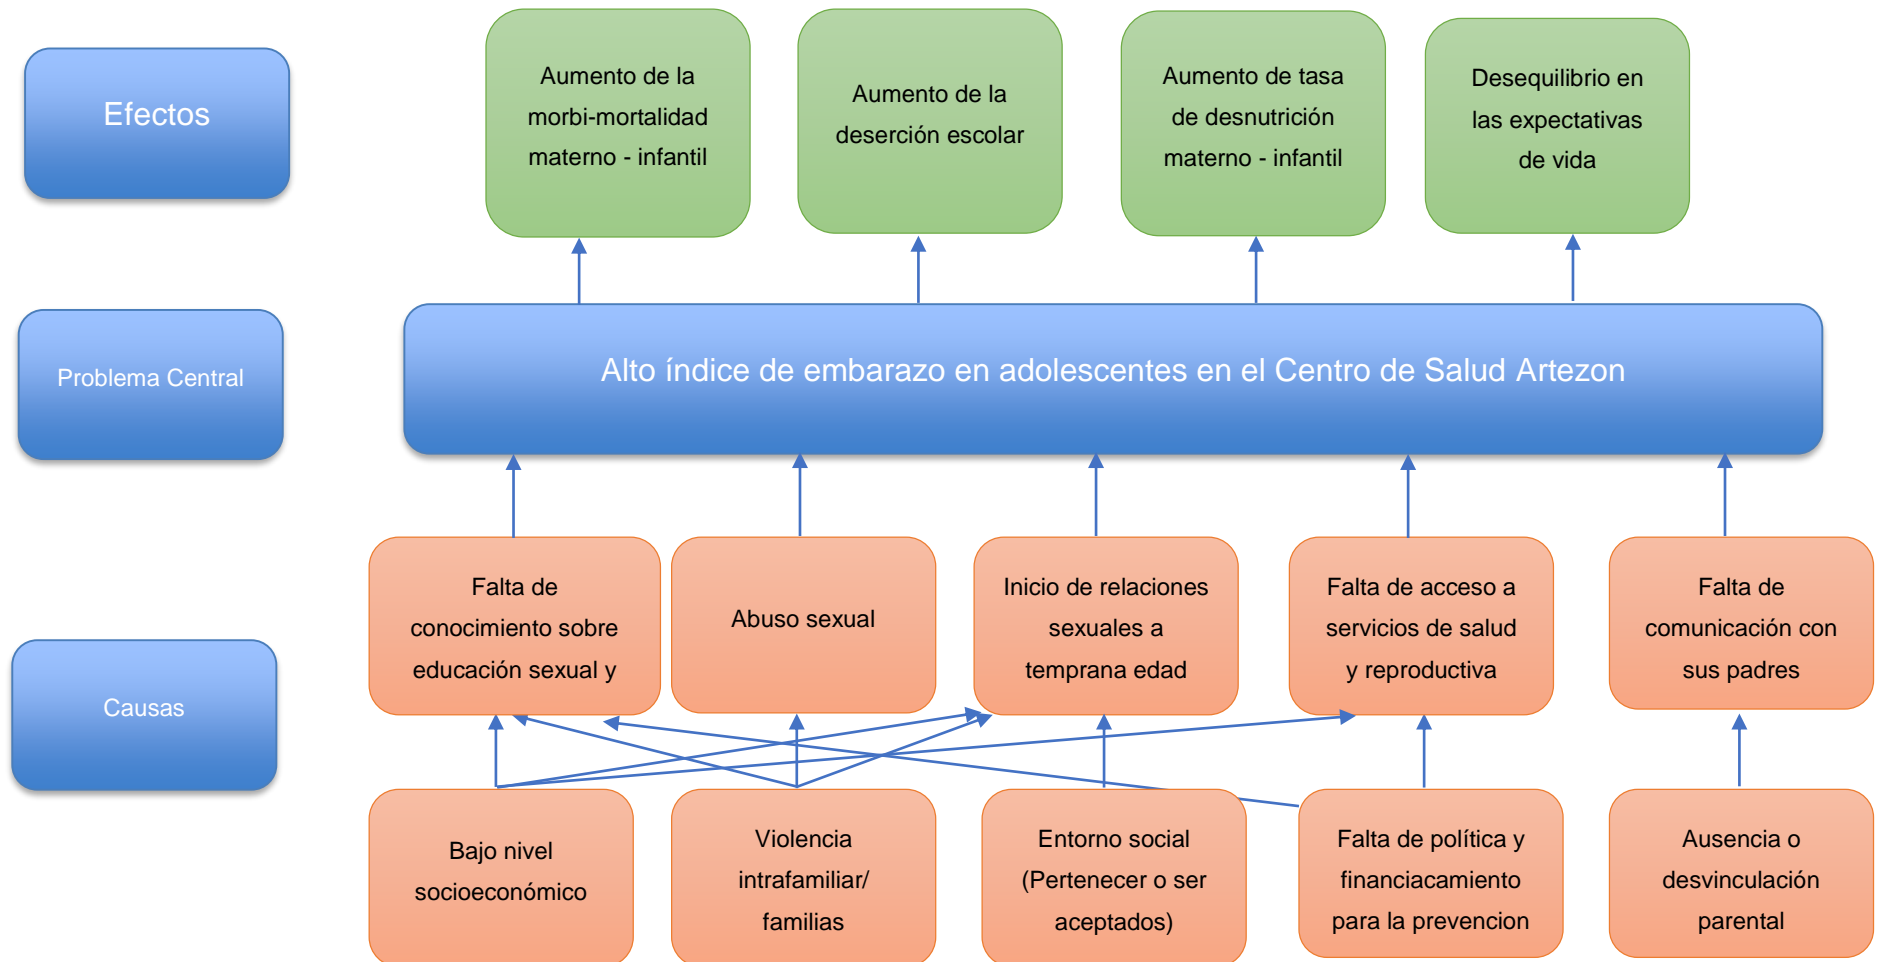 Efectos
Aumento de la
morbi-mortalidad
materno - infantil
Aumento de la
deserción escolar
Aumento de tasa
de desnutrición
materno - infantil
Desequilibrio en
las expectativas
de vida
Problema Central
Alto índice de embarazo en adolescentes en el Centro de Salud Artezon
Causas
Falta de
conocimiento sobre
educación sexual y
Abuso sexual
Inicio de relaciones
sexuales a
temprana edad
Falta de acceso a
servicios de salud
y reproductiva
Falta de
comunicación con
sus padres
Bajo nivel
socioeconómico
Violencia
intrafamiliar/
familias
Entorno social
(Pertenecer o ser
aceptados)
Falta de política y
financiacamiento
para la prevencion
Ausencia o
desvinculación
parental